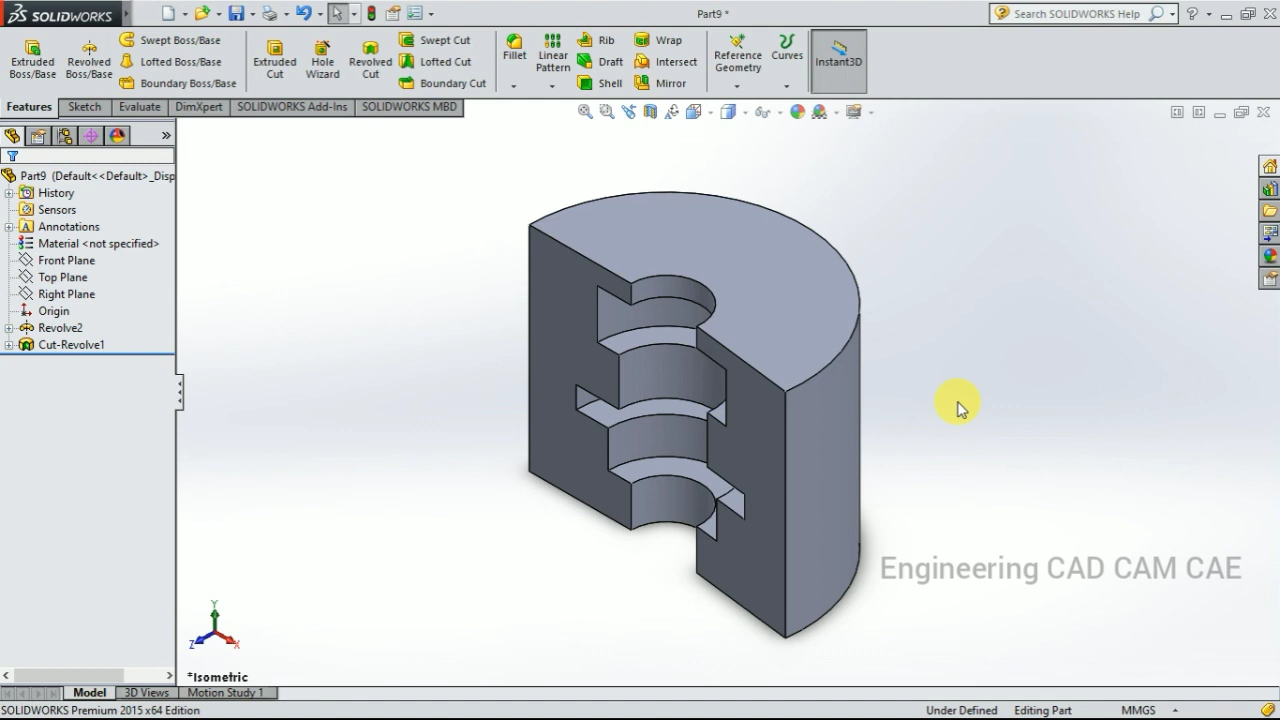 SOLIDWORKS
Part9 *
Search SOLIDWORKS Help
Extruded Boss/Base
Revolved Boss/Base
Swept Boss/Base
Lofted Boss/Base
Boundary Boss/Base
Extruded Cut
Hole Wizard
Revolved Cut
Swept Cut
Lofted Cut
Boundary Cut
Fillet
Linear Pattern
Rib
Draft
Shell
Wrap
Intersect
Mirror
Reference Geometry
Curves
Instant3D
Features
Sketch
Evaluate
DimXpert
SOLIDWORKS Add-Ins
SOLIDWORKS MBD
Part9 (Default<<Default>_Disp
History
Sensors
Annotations
Material <not specified>
Front Plane
Top Plane
Right Plane
Origin
Revolve2
Cut-Revolve1
Engineering CAD CAM CAE
Y
Z
X
*Isometric
Model
3D Views
Motion Study 1
SOLIDWORKS Premium 2015 x64 Edition
Under Defined
Editing Part
MMGS